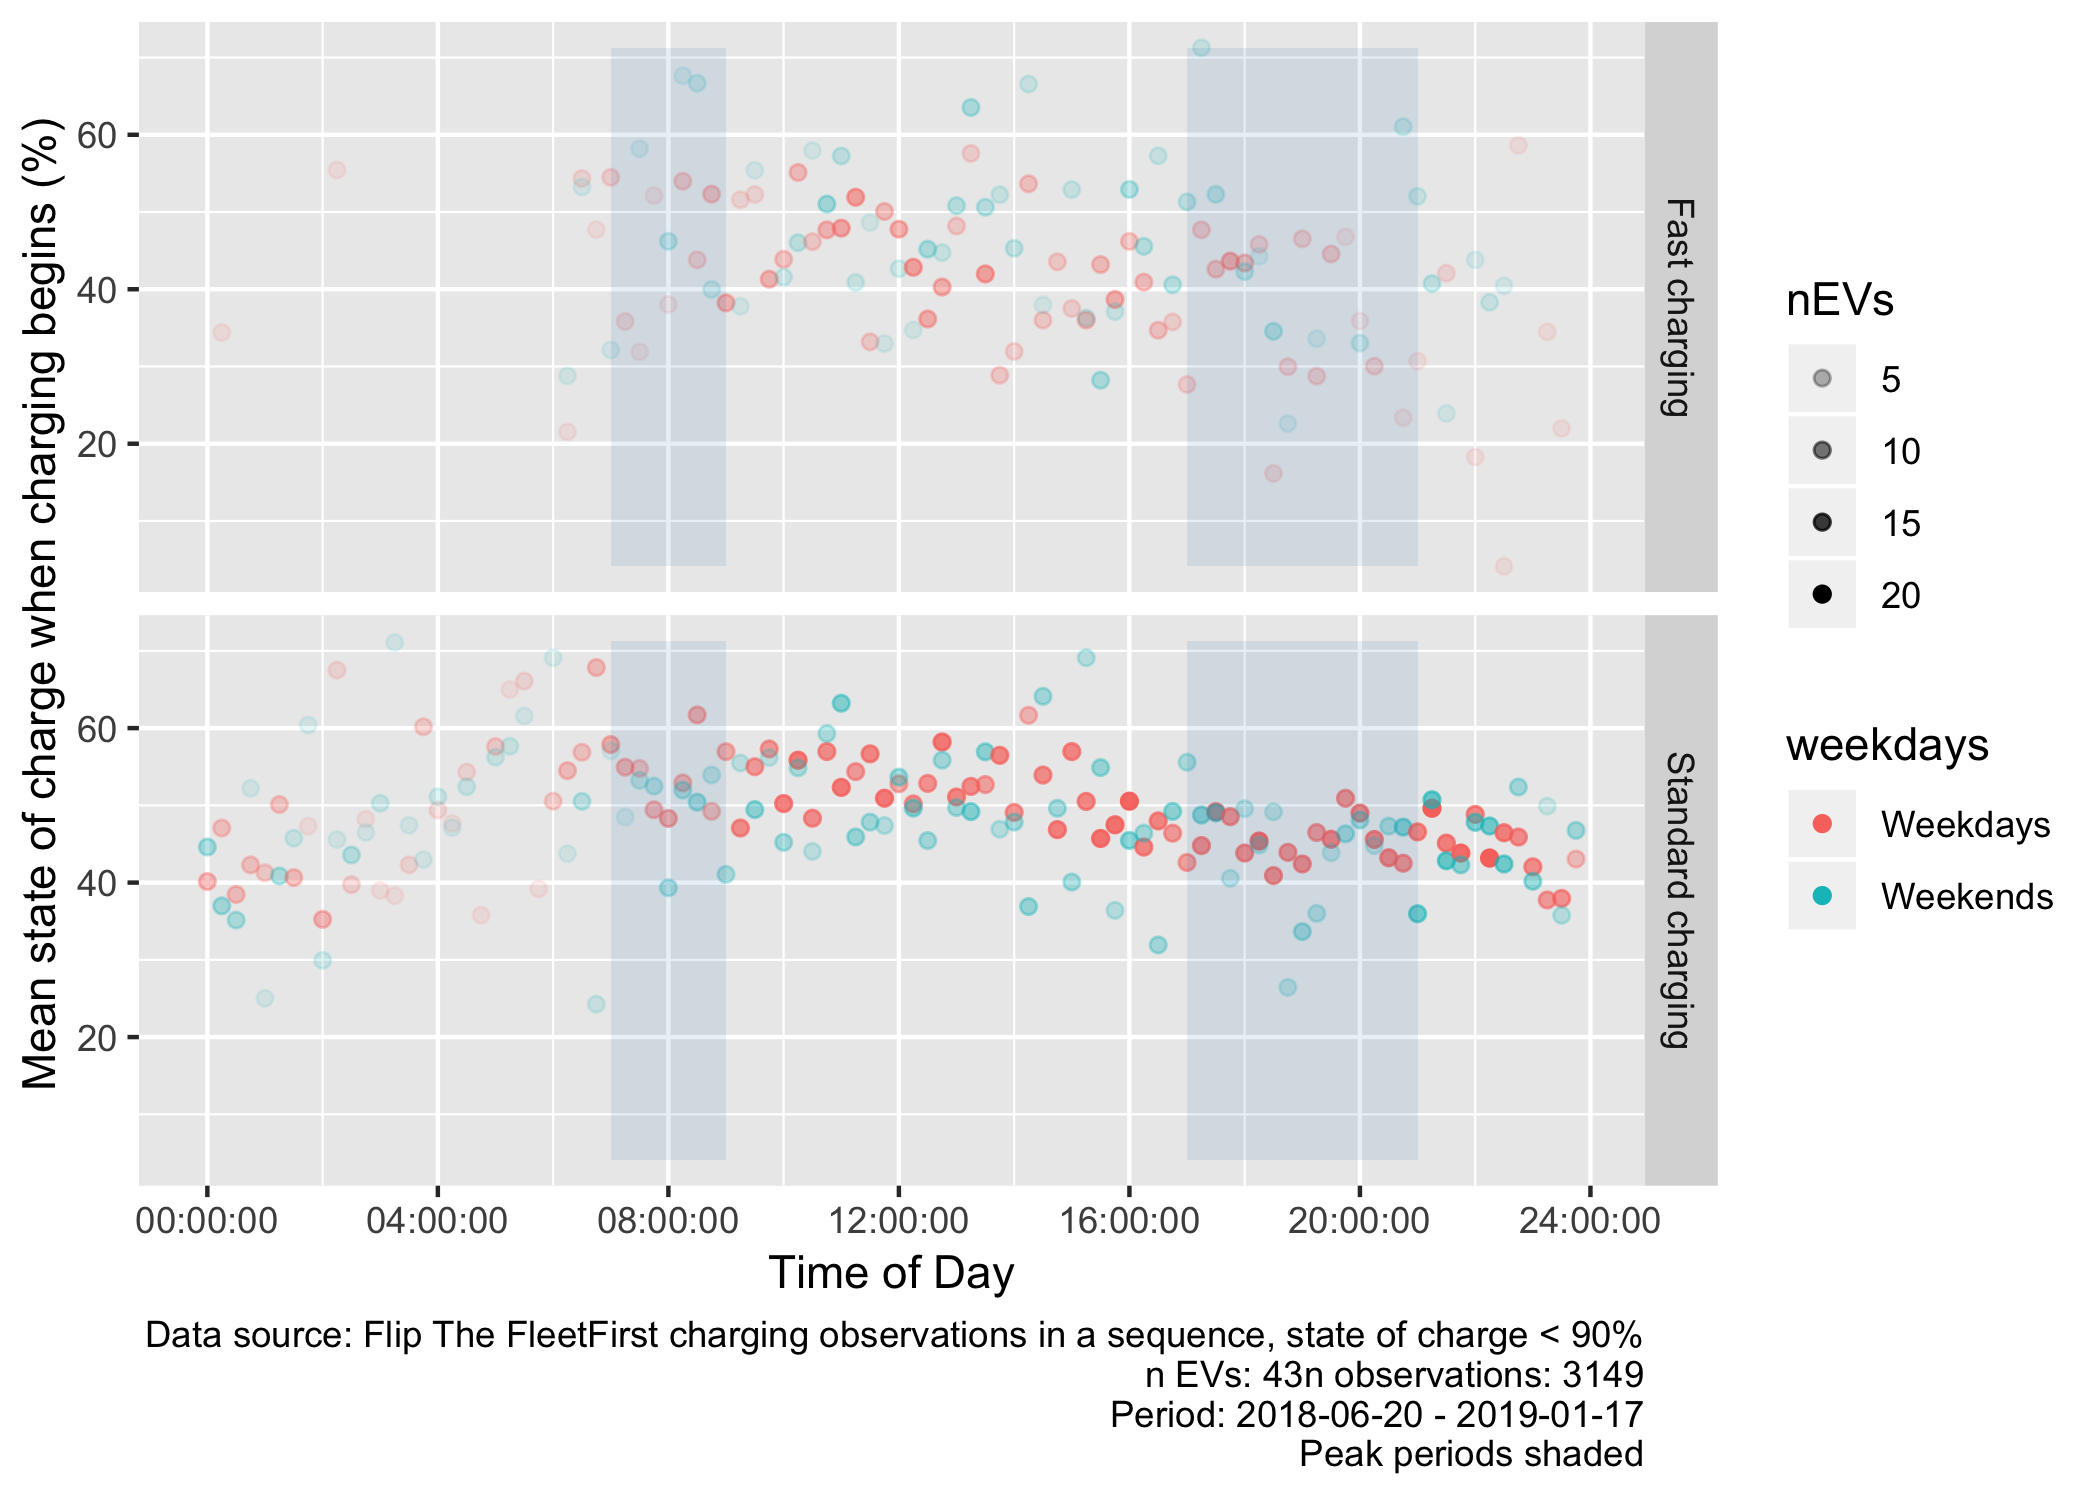 Mean state of charge when charging begins (%)
60
40
20
Fast charging
60
40
20
Standard charging
00:00:00 04:00:00 08:00:00 12:00:00 16:00:00 20:00:00 24:00:00
Time of Day
nEVs
5
10
15
20
weekdays
Weekdays
Weekends
Data source: Flip The FleetFirst charging observations in a sequence, state of charge < 90%
n EVs: 43n observations: 3149
Period: 2018-06-20 - 2019-01-17
Peak periods shaded